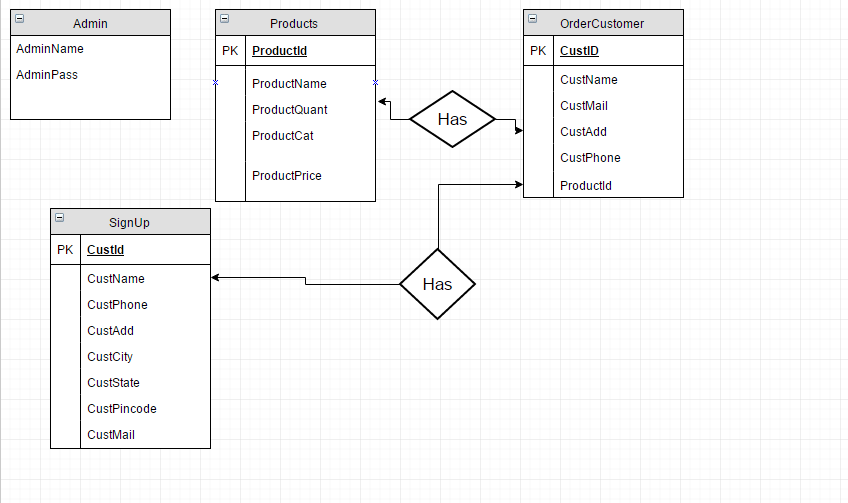 Admin
AdminName
AdminPass
Products
PK ProductId
ProductName
ProductQuant
ProductCat
ProductPrice
Has
OrderCustomer
PK CustID
CustName
CustMail
CustAdd
CustPhone
ProductId
SignUp
PK CustId
CustName
CustPhone
CustAdd
CustCity
CustState
CustPincode
CustMail
Has